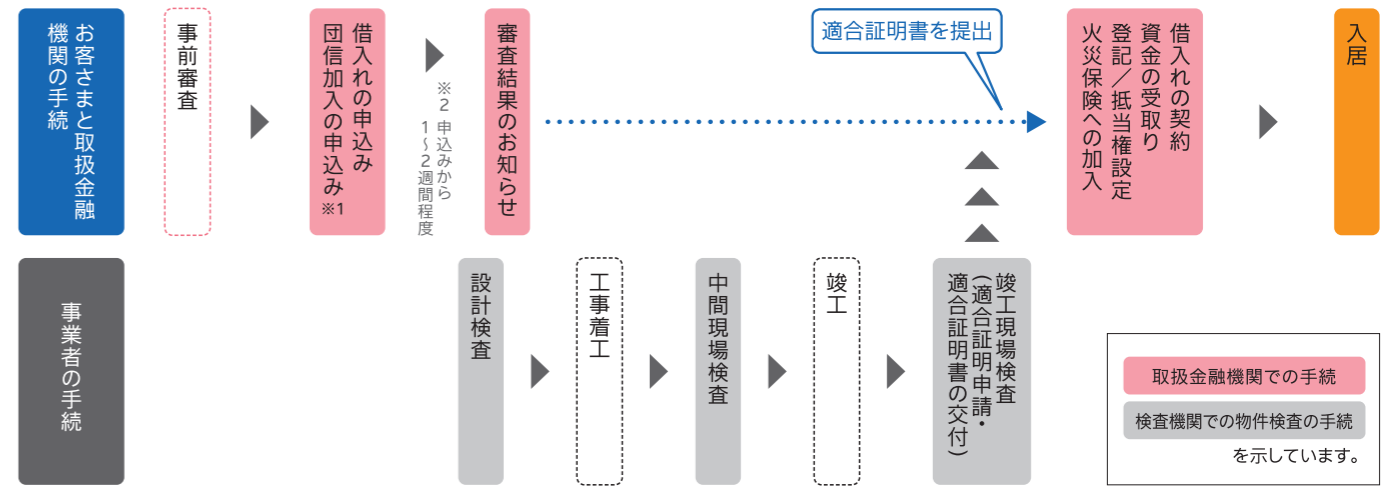 お客さまと取扱金融
機関の手続
事前審査
借入れの申込み
団信加入の申込み※1
※2 申込みから
1～2週間程度
審査結果のお知らせ
適合証明書を提出
借入れの契約
資金の受取り
登記／抵当権設定
火災保険への加入
入居
事業者の手続
設計検査
工事着工
中間現場検査
竣工
竣工現場検査
(適合証明申請・
適合証明書の交付)
取扱金融機関での手続
検査機関での物件検査の手続
を示しています。